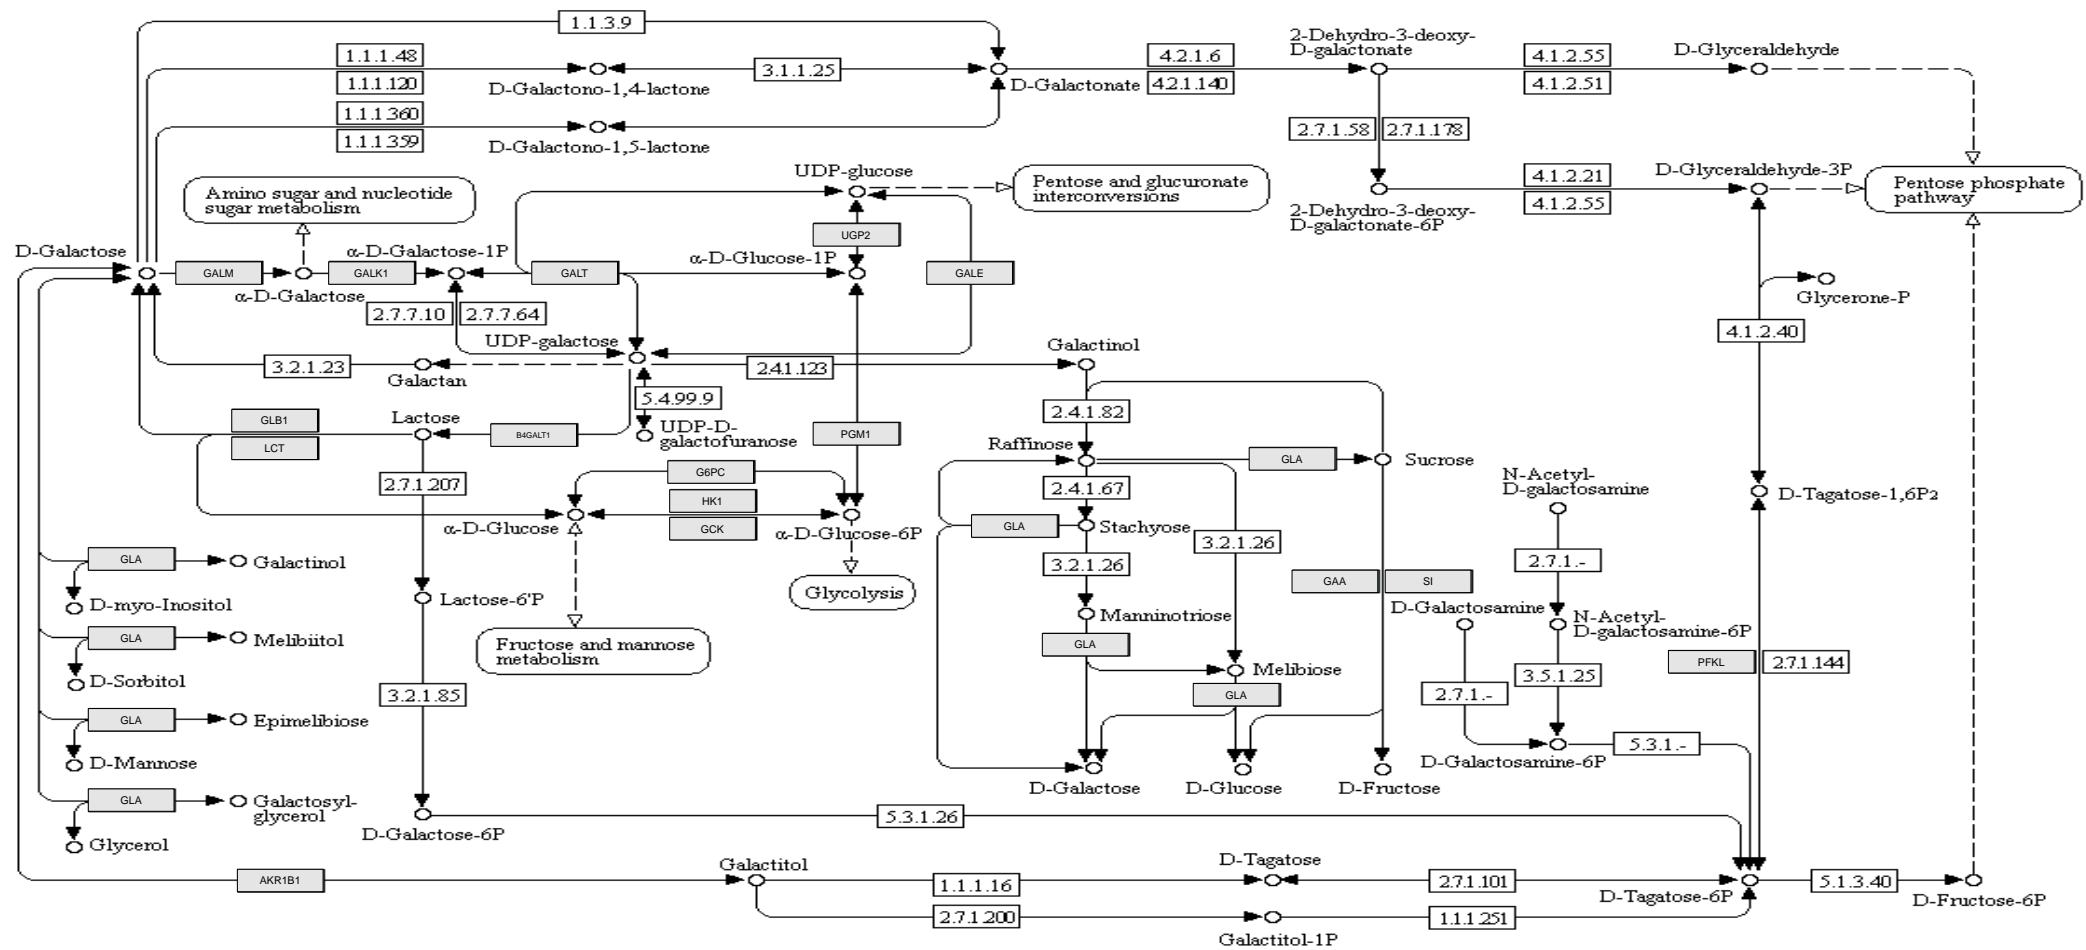 1.1.3.9
1.1.1.48
1.1.1.120
D-Galactono-1,4-lactone
3.1.1.25
D-Galactonate
4.2.1.6
4.2.1.140
2-Dehydro-3-deoxy-
D-galactonate
4.1.2.55
4.1.2.51
D-Glyceraldehyde
1.1.1.360
1.1.1.359
D-Galactono-1,5-lactone
2.7.1.58
2.7.1.178
UDP-glucose
Amino sugar and nucleotide
sugar metabolism
Pentose and glucuronate
interconversions
2-Dehydro-3-deoxy-
D-galactonate-6P
4.1.2.21
4.1.2.55
D-Glyceraldehyde-3P
Pentose phosphate
pathway
D-Galactose
GALM
α-D-Galactose
GALK1
α-D-Galactose-1P
GALT
α-D-Glucose-1P
UGP2
GALE
2.7.7.10
2.7.7.64
Glycerone-P
4.1.2.40
UDP-galactose
3.2.1.23
Galactan
2.4.1.123
Galactinol
5.4.99.9
UDP-D-
galactofuranose
GLB1
LCT
Lactose
B4GALT1
PGM1
2.4.1.82
Raffinose
GLA
Sucrose
2.7.1.207
G6PC
HK1
GCK
α-D-Glucose
α-D-Glucose-6P
2.4.1.67
GLA
Stachyose
3.2.1.26
3.2.1.26
N-Acetyl-
D-galactosamine
D-Tagatose-1,6P2
2.7.1.-
GLA
Galactinol
D-myo-Inositol
Lactose-6'P
Glycolysis
Fructose and mannose
metabolism
Manninotriose
GLA
GAA
SI
D-Galactosamine
N-Acetyl-
D-galactosamine-6P
GLA
Melibiitol
D-Sorbitol
3.2.1.85
Melibiose
GLA
2.7.1.-
3.5.1.25
PFKL
2.7.1.144
GLA
Epimelibiose
D-Mannose
D-Galactose
D-Glucose
D-Fructose
D-Galactosamine-6P
5.3.1.-
GLA
Galactosyl-
glycerol
Glycerol
D-Galactose-6P
5.3.1.26
AKR1B1
Galactitol
1.1.1.16
D-Tagatose
2.7.1.101
D-Tagatose-6P
5.1.3.40
D-Fructose-6P
2.7.1.200
Galactitol-1P
1.1.1.251